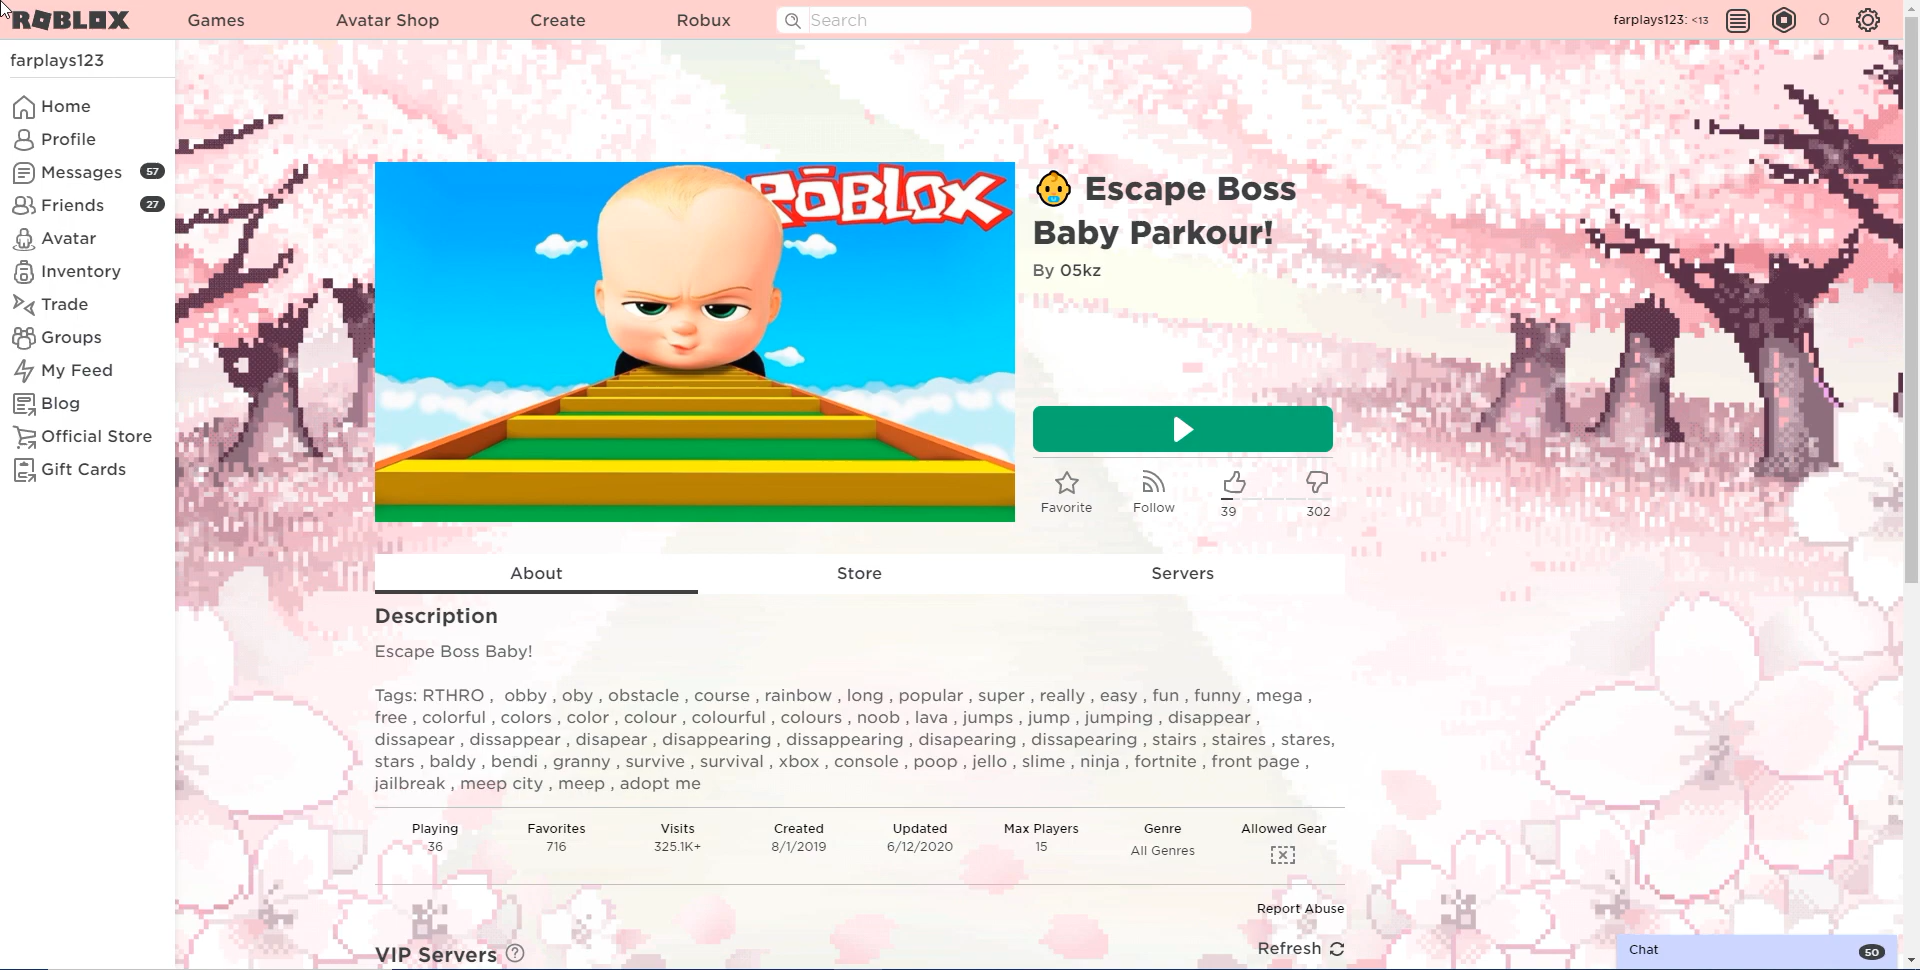 ROBLOX
Games
Avatar Shop
Create
Robux
Search
farplays123: <13
0
farplays123
Home
Profile
Messages 57
Friends 27
Avatar
Inventory
Trade
Groups
My Feed
Blog
Official Store
Gift Cards
ROBLOX
Escape Boss
Baby Parkour!
By 05kz
Favorite
Follow
39
302
About
Store
Servers
Description
Escape Boss Baby!
Tags: RTHRO , obby , oby , obstacle , course , rainbow , long , popular , super , really , easy , fun , funny , mega ,
free , colorful , colors , color , colour , colourful , colours , noob , lava , jumps , jump , jumping , disappear ,
dissapear , dissappear , disapear , disappearing , dissappearing , disapearing , dissapearing , stairs , staires , stares,
stars , baldy , bendi , granny , survive , survival , xbox , console , poop , jello , slime , ninja , fortnite , front page ,
jailbreak , meep city , meep , adopt me
Playing
36
Favorites
716
Visits
325.1K+
Created
8/1/2019
Updated
6/12/2020
Max Players
15
Genre
All Genres
Allowed Gear
Report Abuse
VIP Servers ?
Refresh
Chat 50